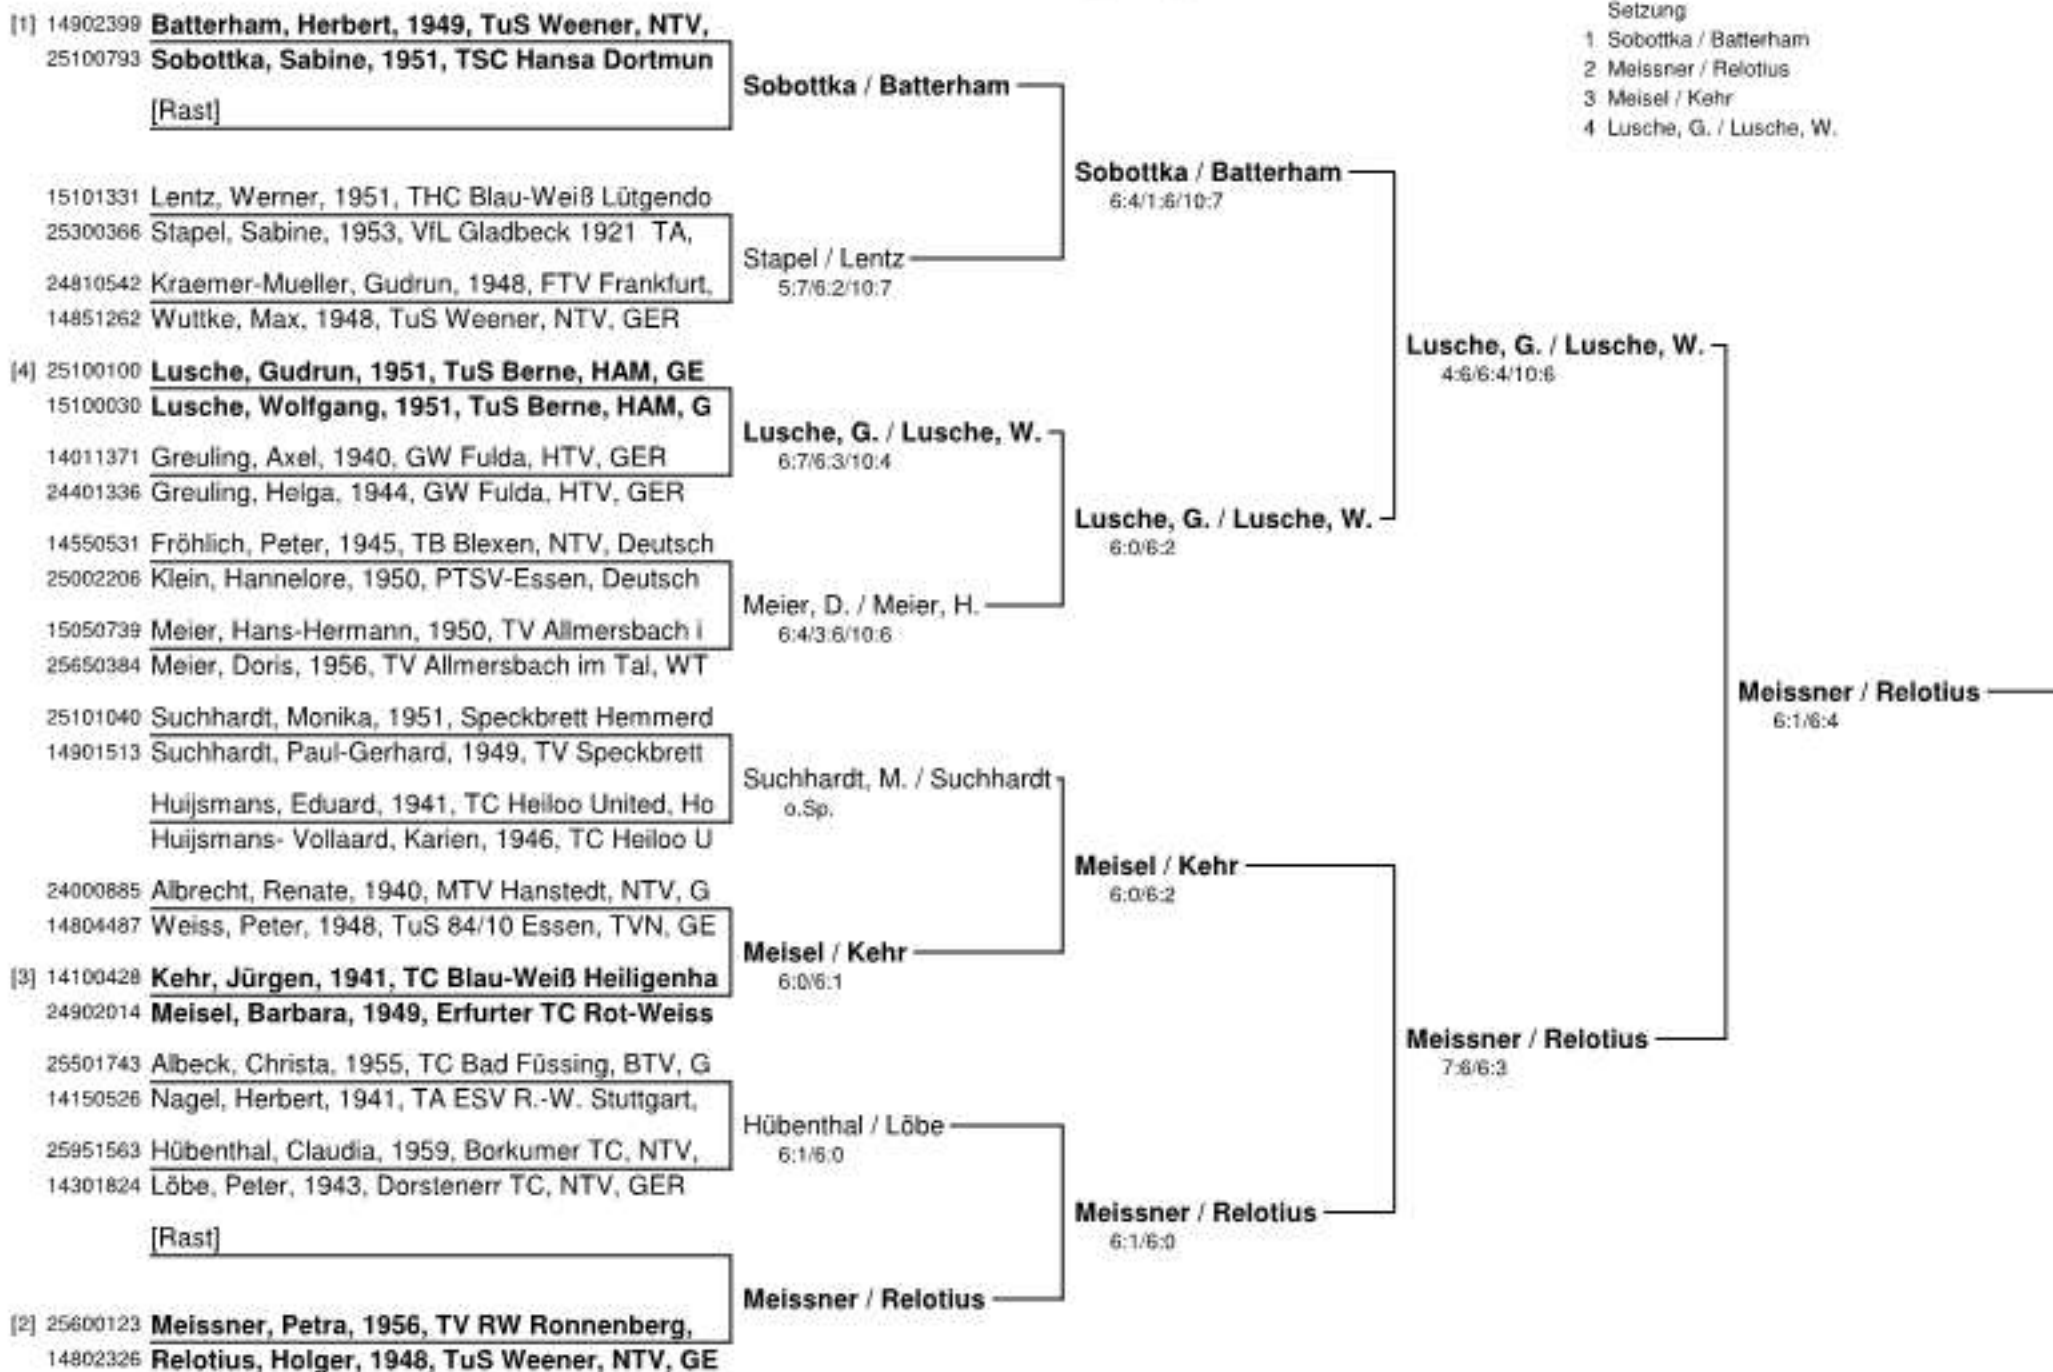 [1] 14902399 Batterham, Herbert, 1949, TuS Weener, NTV,
25100793 Sobottka, Sabine, 1951, TSC Hansa Dortmun
[Rast]
15101331 Lentz, Werner, 1951, THC Blau-Weiß Lütgendo
25300366 Stapel, Sabine, 1953, VfL Gladbeck 1921 TA,
24810542 Kraemer-Mueller, Gudrun, 1948, FTV Frankfurt,
14851262 Wuttke, Max, 1948, TuS Weener, NTV, GER
[4] 25100100 Lusche, Gudrun, 1951, TuS Berne, HAM, GE
15100030 Lusche, Wolfgang, 1951, TuS Berne, HAM, G
14011371 Greuling, Axel, 1940, GW Fulda, HTV, GER
24401336 Greuling, Helga, 1944, GW Fulda, HTV, GER
14550531 Fröhlich, Peter, 1945, TB Blexen, NTV, Deutsch
25002206 Klein, Hannelore, 1950, PTSV-Essen, Deutsch
15050739 Meier, Hans-Hermann, 1950, TV Allmersbach i
25650384 Meier, Doris, 1956, TV Allmersbach im Tal, WT
25101040 Suchhardt, Monika, 1951, Speckbrett Hemmerd
14901513 Suchhardt, Paul-Gerhard, 1949, TV Speckbrett
Huijsmans, Eduard, 1941, TC Heiloo United, Ho
Huijsmans- Vollaard, Karien, 1946, TC Heiloo U
24000885 Albrecht, Renate, 1940, MTV Hanstedt, NTV, G
14804487 Weiss, Peter, 1948, TuS 84/10 Essen, TVN, GE
[3] 14100428 Kehr, Jürgen, 1941, TC Blau-Weiß Heiligenha
24902014 Meisel, Barbara, 1949, Erfurter TC Rot-Weiss
25501743 Albeck, Christa, 1955, TC Bad Füssing, BTV, G
14150526 Nagel, Herbert, 1941, TA ESV R.-W. Stuttgart,
25951563 Hübenthal, Claudia, 1959, Borkumer TC, NTV,
14301824 Löbe, Peter, 1943, Dorstenerr TC, NTV, GER
[Rast]
[2] 25600123 Meissner, Petra, 1956, TV RW Ronnenberg,
14802326 Relotius, Holger, 1948, TuS Weener, NTV, GE
Sobottka / Batterham
Stapel / Lentz
5:7/6:2/10:7
Lusche, G. / Lusche, W.
6:7/6:3/10:4
Meier, D. / Meier, H.
6:4/3:6/10:6
Suchhardt, M. / Suchhardt
o.Sp.
Meisel / Kehr
6:0/6:1
Hübenthal / Löbe
6:1/6:0
Meissner / Relotius
Sobottka / Batterham
6:4/1:6/10:7
Lusche, G. / Lusche, W.
6:0/6:2
Meisel / Kehr
6:0/6:2
Meissner / Relotius
6:1/6:0
Lusche, G. / Lusche, W.
4:6/6:4/10:6
Meissner / Relotius
7:6/6:3
Meissner / Relotius
6:1/6:4
Setzung
1 Sobottka / Batterham
2 Meissner / Relotius
3 Meisel / Kehr
4 Lusche, G. / Lusche, W.